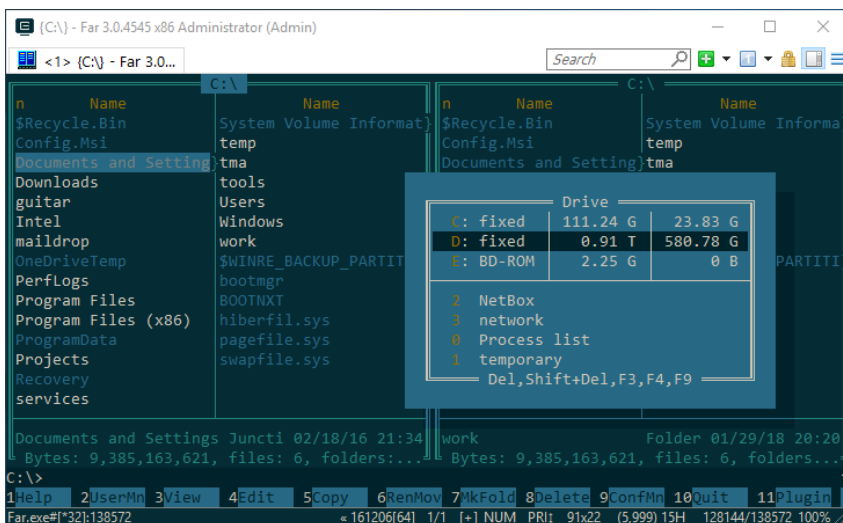 {C:\} - Far 3.0.4545 x86 Administrator (Admin)
<1> {C:\} - Far 3.0...
Search
C:\
n Name Name
$Recycle.Bin System Volume Informat}
Config.Msi temp
Documents and Setting}tma
Downloads tools
guitar Users
Intel Windows
maildrop work
OneDriveTemp $WINRE_BACKUP_PARTIT
PerfLogs bootmgr
Program Files BOOTNXT
Program Files (x86) hiberfil.sys
ProgramData pagefile.sys
Projects swapfile.sys
Recovery
services
Documents and Settings Juncti 02/18/16 21:34
Bytes: 9,385,163,621, files: 6, folders:...
C:\
n Name Name
$Recycle.Bin System Volume Informa
Config.Msi temp
Documents and Setting}tma
PARTITI
work Folder 01/29/18 20:20
Bytes: 9,385,163,621, files: 6, folders...
Drive
C: fixed 111.24 G 23.83 G
D: fixed 0.91 T 580.78 G
E: BD-ROM 2.25 G 0 B
2 NetBox
3 network
0 Process list
1 temporary
Del,Shift+Del,F3,F4,F9
C:\>
1Help 2UserMn 3View 4Edit 5Copy 6RenMov 7MkFold 8Delete 9ConfMn 10Quit 11Plugin
Far.exe#[*32]:138572 « 161206[64] 1/1 [+] NUM PRI↕ 91x22 (5,999) 15H 128144/138572 100%